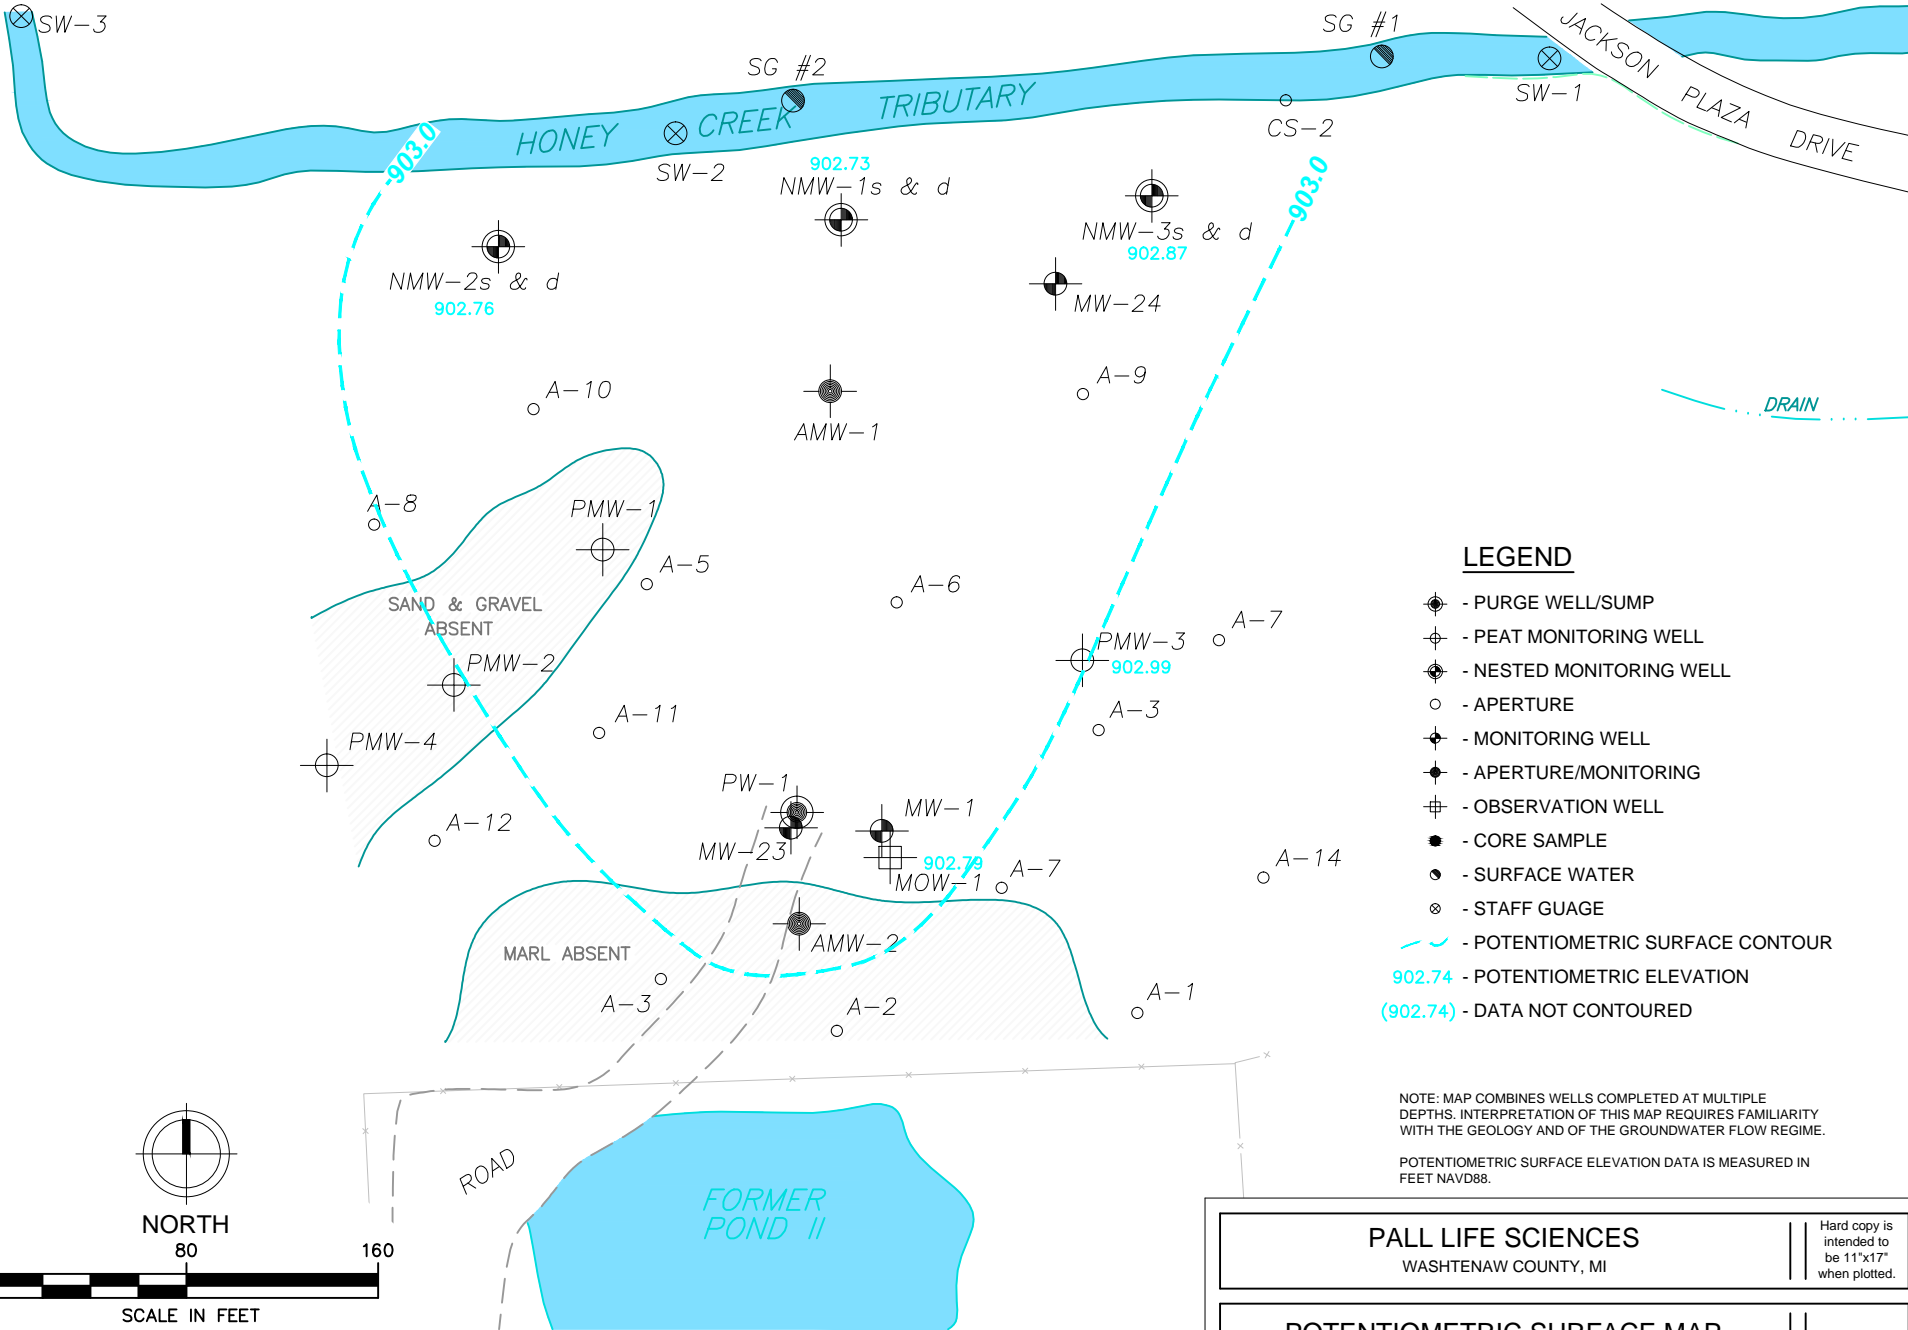 SW-3
SG #1
JACKSON PLAZA DRIVE
SG #2
SW-1
HONEY CREEK TRIBUTARY
CS-2
903.0
SW-2
902.73
NMW-1s & d
903.0
NMW-3s & d
902.87
NMW-2s & d
902.76
MW-24
A-10
A-9
DRAIN
AMW-1
A-8
PMW-1
A-5
A-6
SAND & GRAVEL
ABSENT
A-7
PMW-3
902.99
PMW-2
A-11
A-3
PMW-4
PW-1
MW-1
A-12
MW-23
902.79
MOW-1
A-7
A-14
AMW-2
MARL ABSENT
A-3
A-2
A-1
LEGEND
- PURGE WELL/SUMP
- PEAT MONITORING WELL
- NESTED MONITORING WELL
- APERTURE
- MONITORING WELL
- APERTURE/MONITORING
- OBSERVATION WELL
- CORE SAMPLE
- SURFACE WATER
- STAFF GUAGE
- POTENTIOMETRIC SURFACE CONTOUR
902.74 - POTENTIOMETRIC ELEVATION
(902.74) - DATA NOT CONTOURED
NOTE: MAP COMBINES WELLS COMPLETED AT MULTIPLE
DEPTHS. INTERPRETATION OF THIS MAP REQUIRES FAMILIARITY
WITH THE GEOLOGY AND OF THE GROUNDWATER FLOW REGIME.
POTENTIOMETRIC SURFACE ELEVATION DATA IS MEASURED IN
FEET NAVD88.
ROAD
FORMER
POND II
NORTH
80 160
SCALE IN FEET
PALL LIFE SCIENCES
WASHTENAW COUNTY, MI
Hard copy is
intended to
be 11"x17"
when plotted.
POTENTIOMETRIC SURFACE MAP